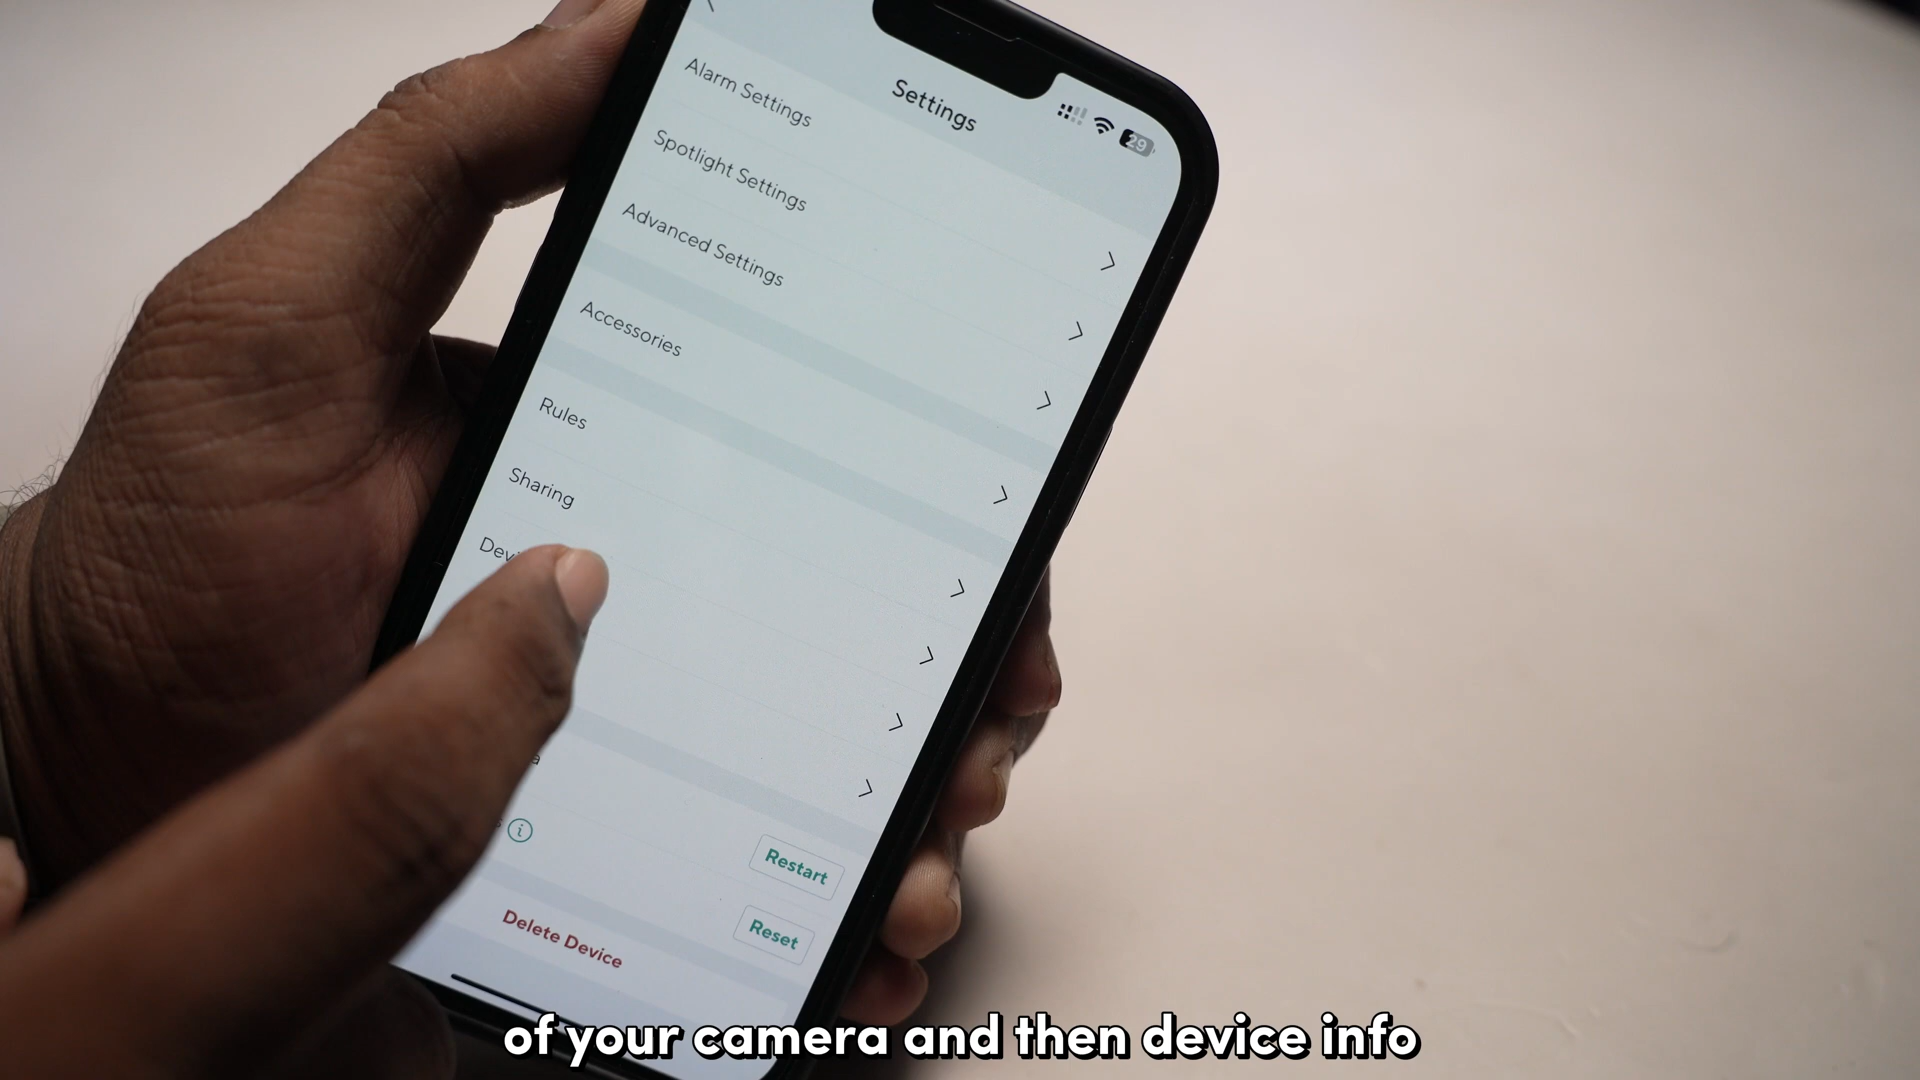 Settings
29
Alarm Settings
Spotlight Settings
Advanced Settings
Accessories
Rules
Sharing
Restart
Reset
Delete Device
of your camera and then device info